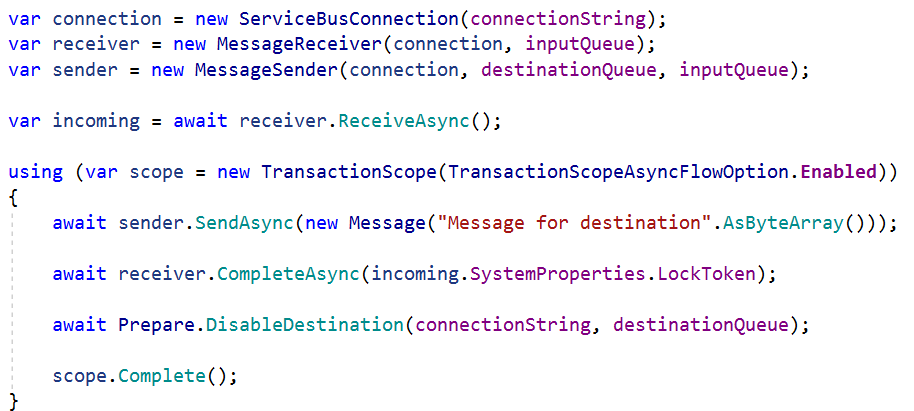 var connection = new ServiceBusConnection(connectionString);
var receiver = new MessageReceiver(connection, inputQueue);
var sender = new MessageSender(connection, destinationQueue, inputQueue);

var incoming = await receiver.ReceiveAsync();

using (var scope = new TransactionScope(TransactionScopeAsyncFlowOption.Enabled))
{
    await sender.SendAsync(new Message("Message for destination".AsByteArray()));

    await receiver.CompleteAsync(incoming.SystemProperties.LockToken);

    await Prepare.DisableDestination(connectionString, destinationQueue);

    scope.Complete();
}